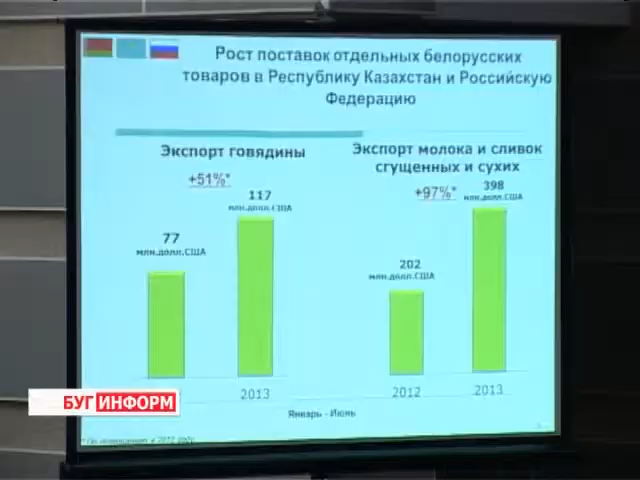 Рост поставок отдельных белорусских
товаров в Республику Казахстан и Российскую
Федерацию
Экспорт говядины
+51%*
77
млн.долл.США
117
млн.долл.США
2013
Экспорт молока и сливок
сгущенных и сухих
+97%*
202
млн.долл.США
398
млн.долл.США
2012
2013
Январь - Июнь
БУГ ИНФОРМ